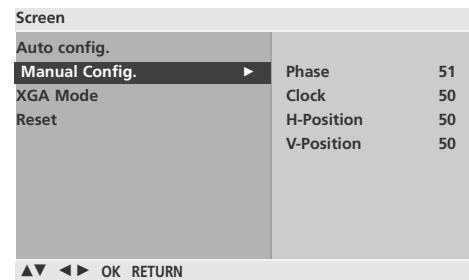 Screen
Auto config.
Manual Config. ► Phase 51
XGA Mode Clock 50
Reset H-Position 50
V-Position 50
▲▼ ◄► OK RETURN